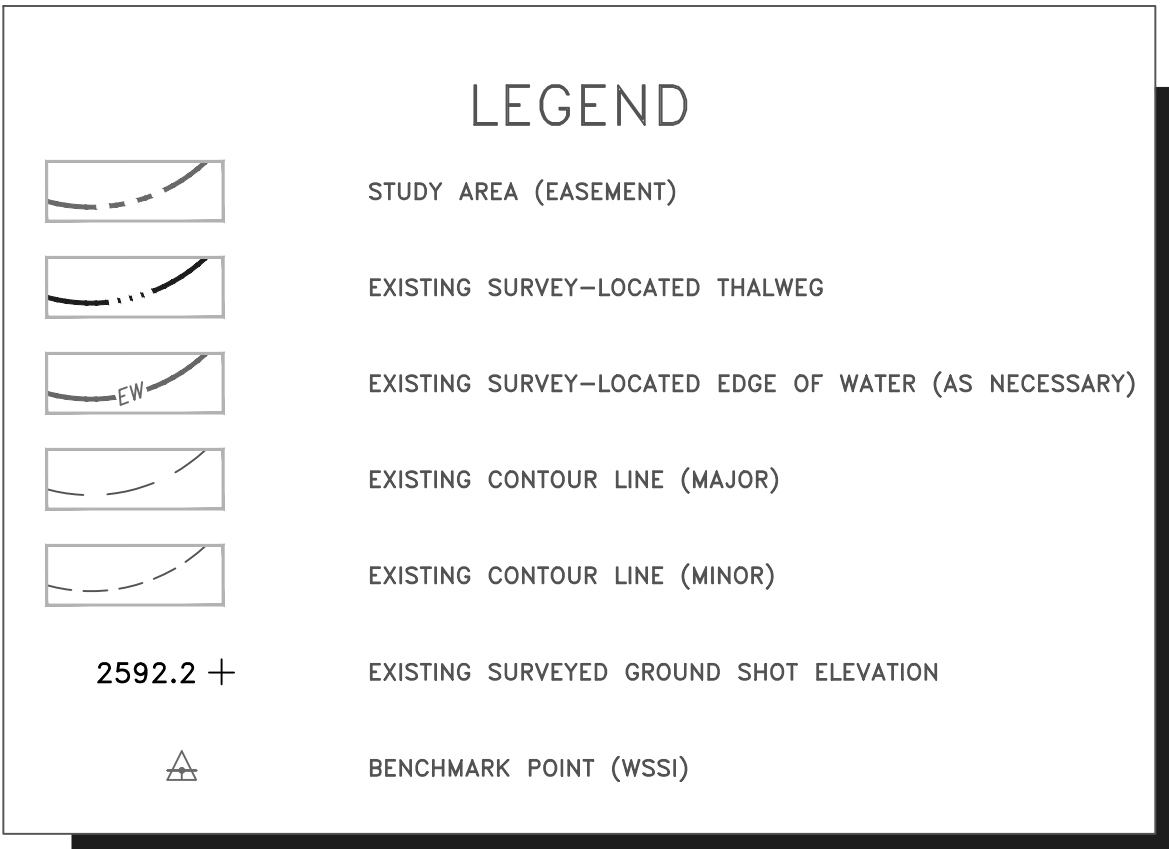 LEGEND
STUDY AREA (EASEMENT)
EXISTING SURVEY-LOCATED THALWEG
EW EXISTING SURVEY-LOCATED EDGE OF WATER (AS NECESSARY)
EXISTING CONTOUR LINE (MAJOR)
EXISTING CONTOUR LINE (MINOR)
2592.2 + EXISTING SURVEYED GROUND SHOT ELEVATION
BENCHMARK POINT (WSSI)